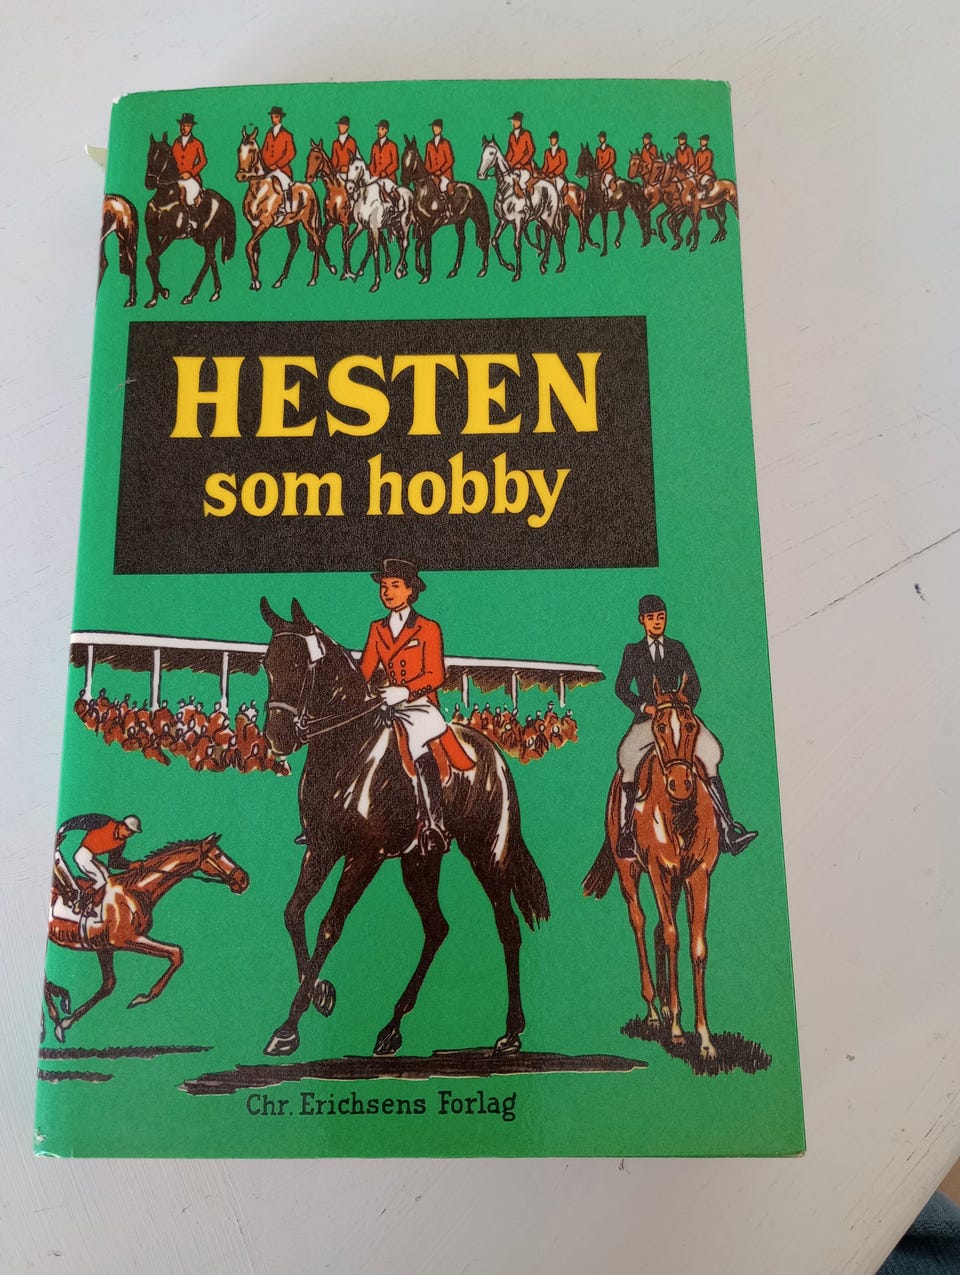 HESTEN
som hobby
Chr. Erichsens Forlag